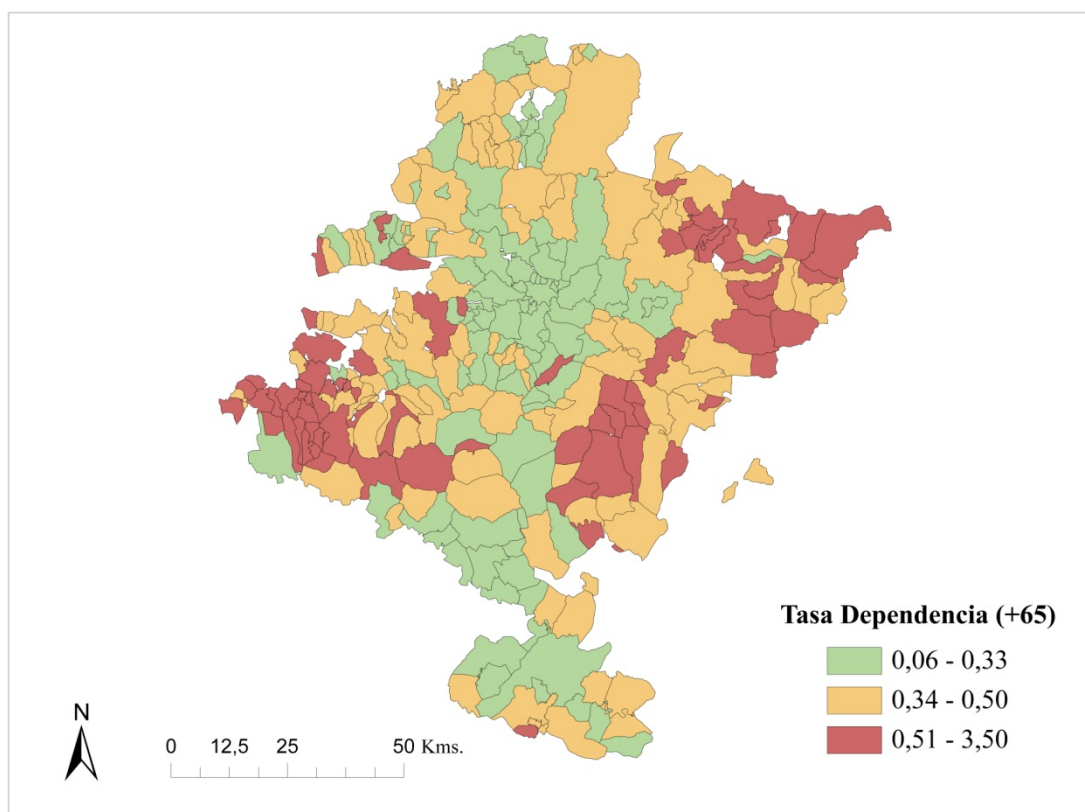 Tasa Dependencia (+65)
0,06 - 0,33
0,34 - 0,50
0,51 - 3,50
N
0 12,5 25 50 Kms.